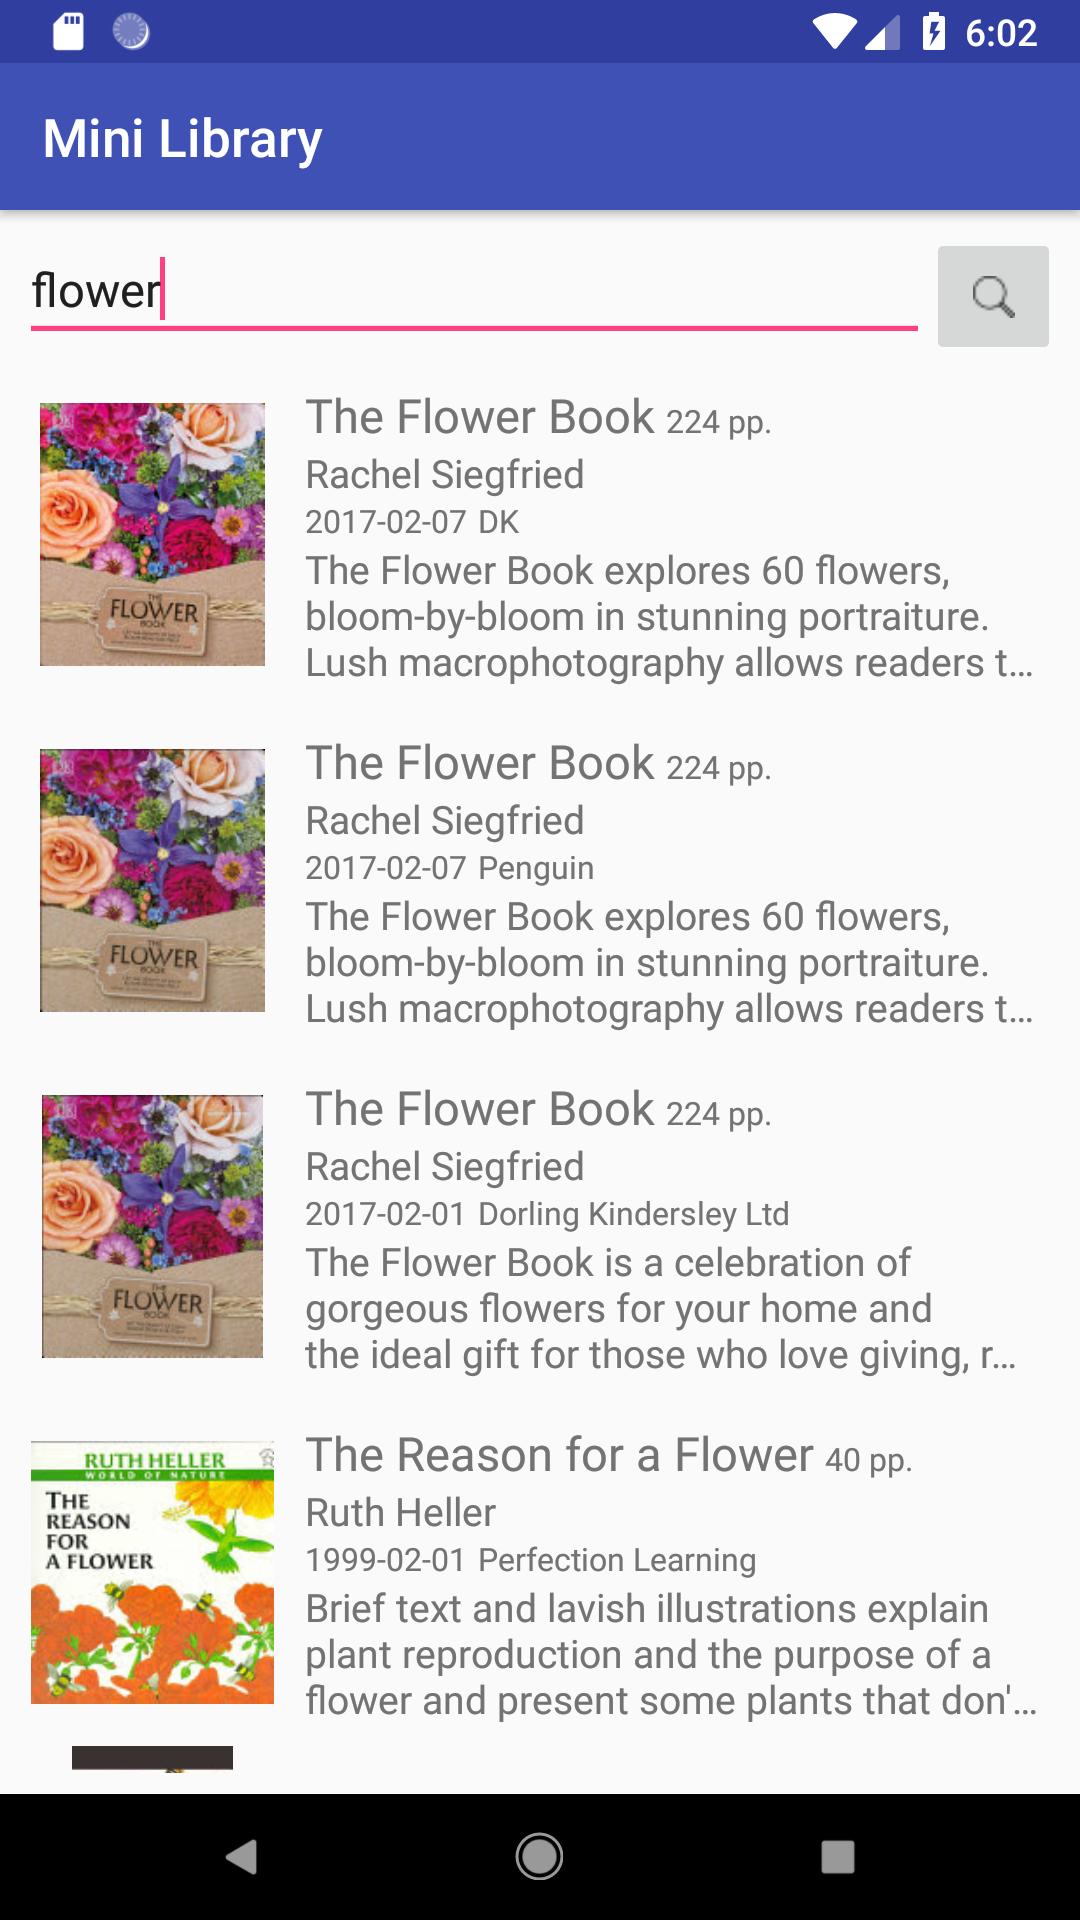 6:02
Mini Library
flower
The Flower Book 224 pp.
Rachel Siegfried
2017-02-07 DK
The Flower Book explores 60 flowers,
bloom-by-bloom in stunning portraiture.
Lush macrophotography allows readers t...
THE
FLOWER
BOOK
The Flower Book 224 pp.
Rachel Siegfried
2017-02-07 Penguin
The Flower Book explores 60 flowers,
bloom-by-bloom in stunning portraiture.
Lush macrophotography allows readers t...
THE
FLOWER
BOOK
The Flower Book 224 pp.
Rachel Siegfried
2017-02-01 Dorling Kindersley Ltd
The Flower Book is a celebration of
gorgeous flowers for your home and
the ideal gift for those who love giving, r...
THE
FLOWER
BOOK
The Reason for a Flower 40 pp.
Ruth Heller
1999-02-01 Perfection Learning
Brief text and lavish illustrations explain
plant reproduction and the purpose of a
flower and present some plants that don'...
RUTH HELLER
WORLD OF NATURE
THE
REASON
FOR
A FLOWER